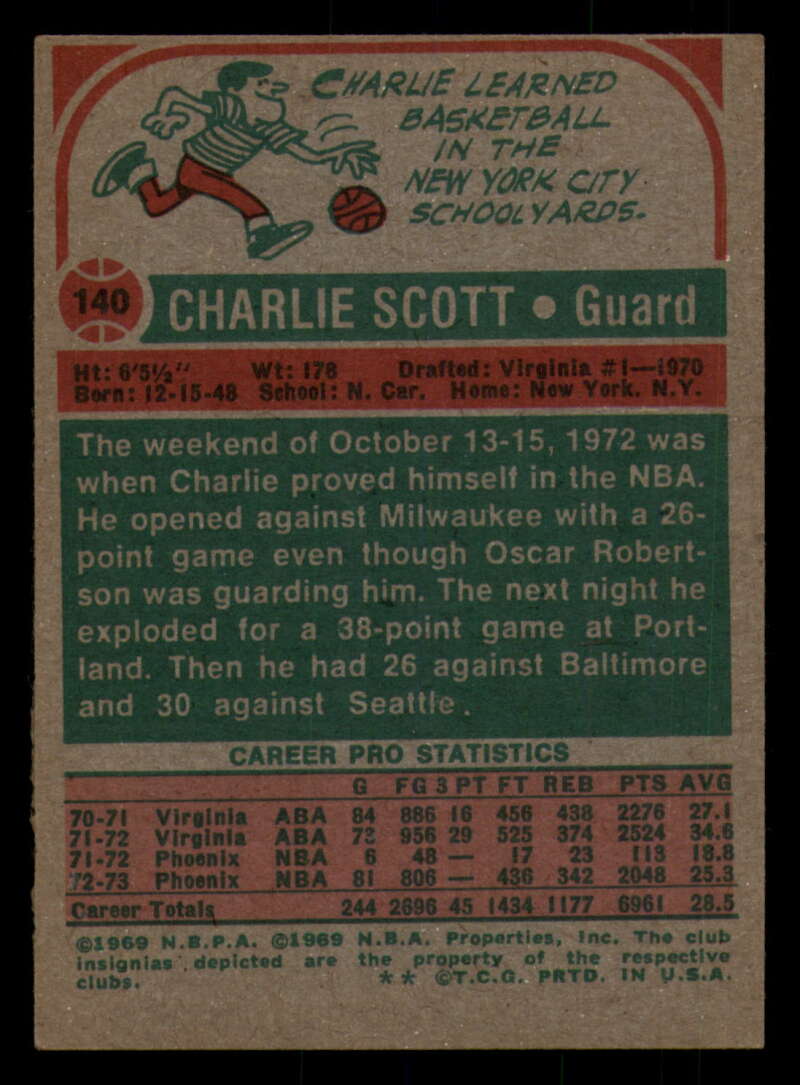 CHARLIE LEARNED
BASKETBALL
IN THE
NEW YORK CITY
SCHOOLYARDS.
140 CHARLIE SCOTT • Guard
Ht: 6'5½" Wt: 178 Drafted: Virginia #1—1970
Born: 12-15-48 School: N. Car. Home: New York, N.Y.
The weekend of October 13-15, 1972 was
when Charlie proved himself in the NBA.
He opened against Milwaukee with a 26-
point game even though Oscar Robert-
son was guarding him. The next night he
exploded for a 38-point game at Port-
land. Then he had 26 against Baltimore
and 30 against Seattle.
CAREER PRO STATISTICS
G FG 3 PT FT REB PTS AVG
70-71 Virginia ABA 84 886 16 456 438 2276 27.1
71-72 Virginia ABA 73 956 29 525 374 2524 34.6
71-72 Phoenix NBA 6 48 — 17 23 113 18.8
72-73 Phoenix NBA 81 806 — 436 342 2048 25.3
Career Totals 244 2696 45 1434 1177 6961 28.5
©1969 N.B.P.A. ©1969 N.B.A. Properties, Inc. The club
insignias depicted are the property of the respective
clubs. ** ©T.C.G. PRTD. IN U.S.A.